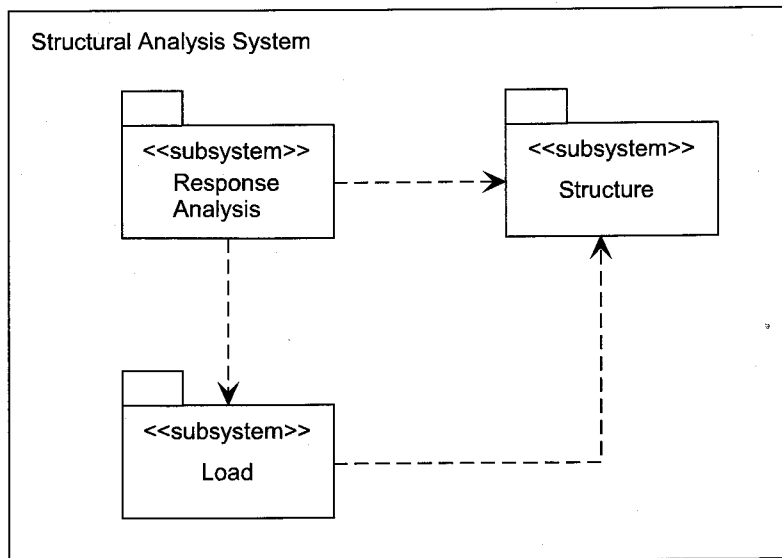 Structural Analysis System
<<subsystem>>
Response
Analysis
<<subsystem>>
Structure
<<subsystem>>
Load